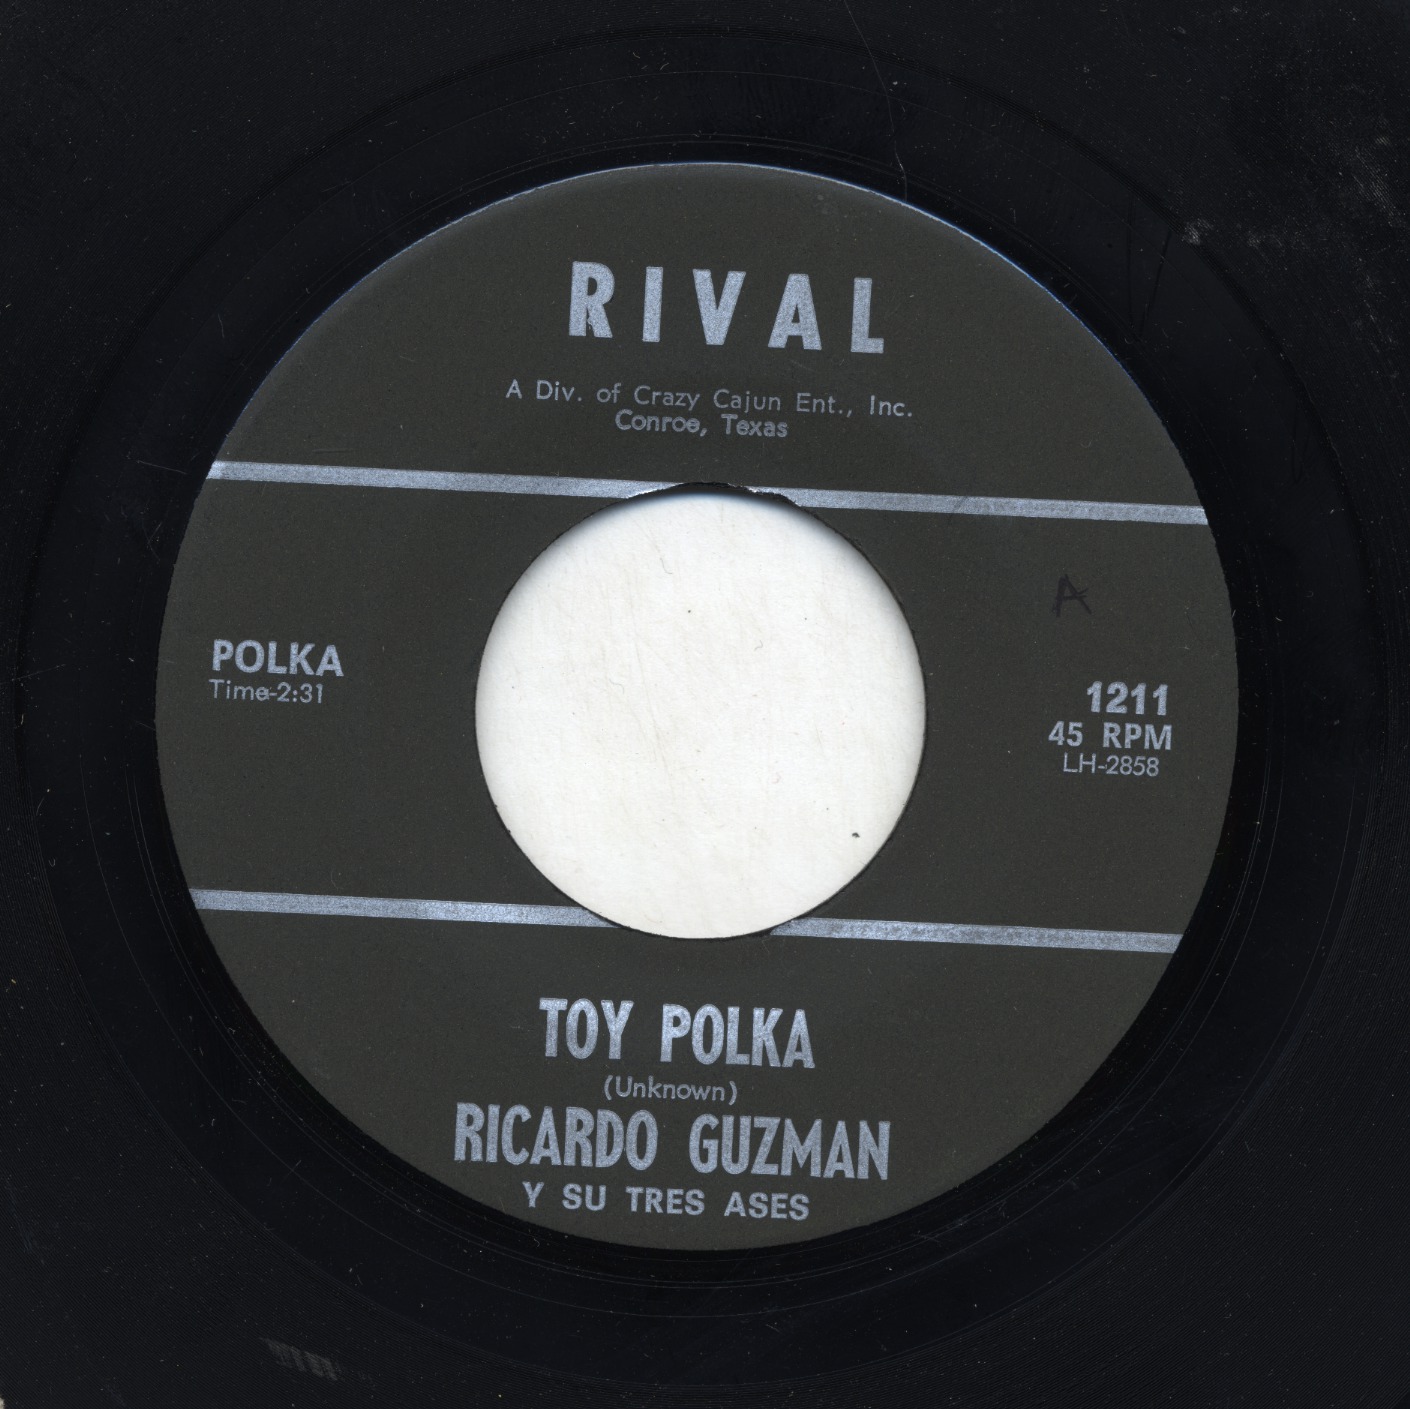 RIVAL
A Div. of Crazy Cajun Ent., Inc.
Conroe, Texas
A
POLKA
Time-2:31
1211
45 RPM
LH-2858
TOY POLKA
(Unknown)
RICARDO GUZMAN
Y SU TRES ASES